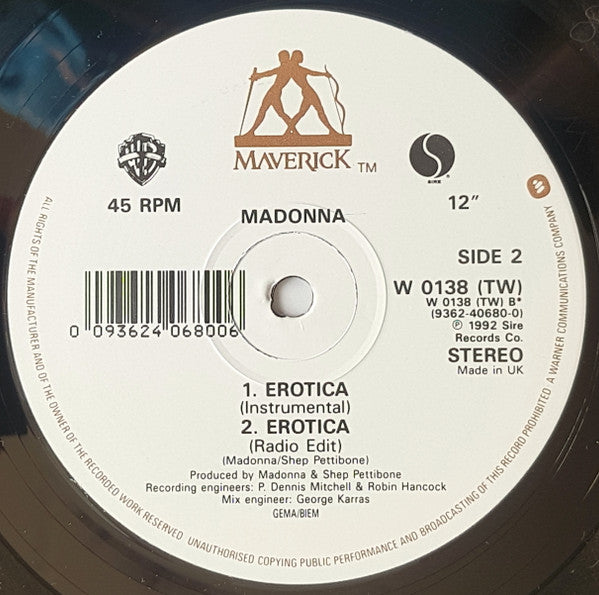 MAVERICK TM
SIRE
45 RPM
12"
MADONNA
SIDE 2
W 0138 (TW)
W 0138 (TW) B*
(9362-40680-0)
℗ 1992 Sire
Records Co.
STEREO
Made in UK
0 093624 068006
1. EROTICA
(Instrumental)
2. EROTICA
(Radio Edit)
(Madonna/Shep Pettibone)
Produced by Madonna & Shep Pettibone
Recording engineers: P. Dennis Mitchell & Robin Hancock
Mix engineer: George Karras
GEMA/BIEM
ALL RIGHTS OF THE MANUFACTURER AND OF THE OWNER OF THE RECORDED WORK RESERVED UNAUTHORISED COPYING PUBLIC PERFORMANCE AND BROADCASTING OF THIS RECORD PROHIBITED A WARNER COMMUNICATIONS COMPANY